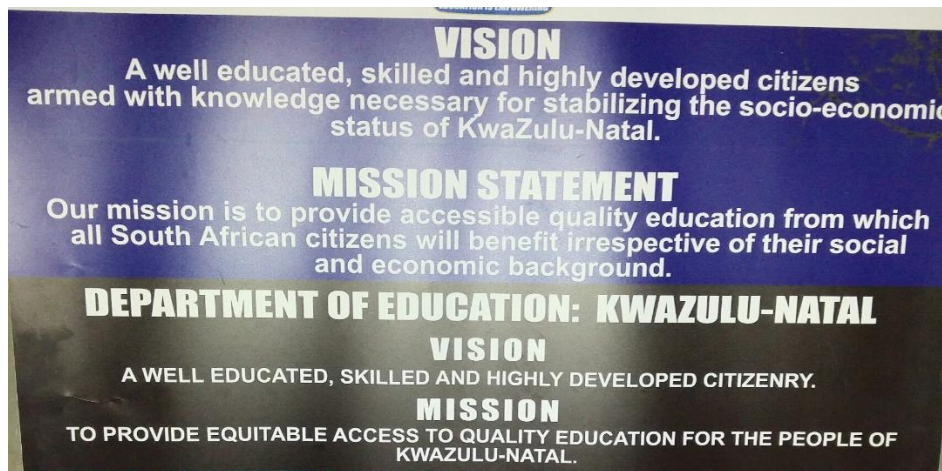 EDUCATION IS EMPOWERING
VISION
A well educated, skilled and highly developed citizens
armed with knowledge necessary for stabilizing the socio-economic
status of KwaZulu-Natal.
MISSION STATEMENT
Our mission is to provide accessible quality education from which
all South African citizens will benefit irrespective of their social
and economic background.
DEPARTMENT OF EDUCATION: KWAZULU-NATAL
VISION
A WELL EDUCATED, SKILLED AND HIGHLY DEVELOPED CITIZENRY.
MISSION
TO PROVIDE EQUITABLE ACCESS TO QUALITY EDUCATION FOR THE PEOPLE OF
KWAZULU-NATAL.